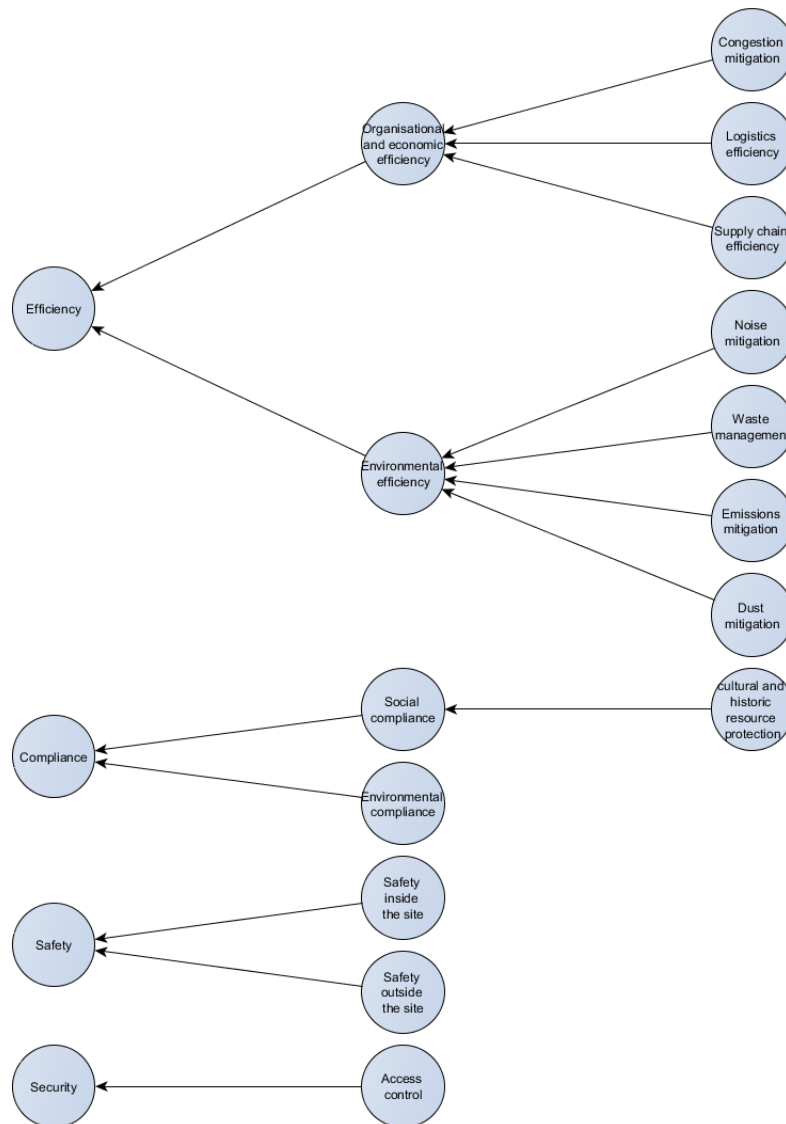 Congestion
mitigation
Organisational
and economic
efficiency
Logistics
efficiency
Supply chain
efficiency
Efficiency
Noise
mitigation
Waste
management
Environmental
efficiency
Emissions
mitigation
Dust
mitigation
cultural and
historic
resource
protection
Social
compliance
Compliance
Environmental
compliance
Safety
inside
the site
Safety
Safety
outside
the site
Security
Access
control